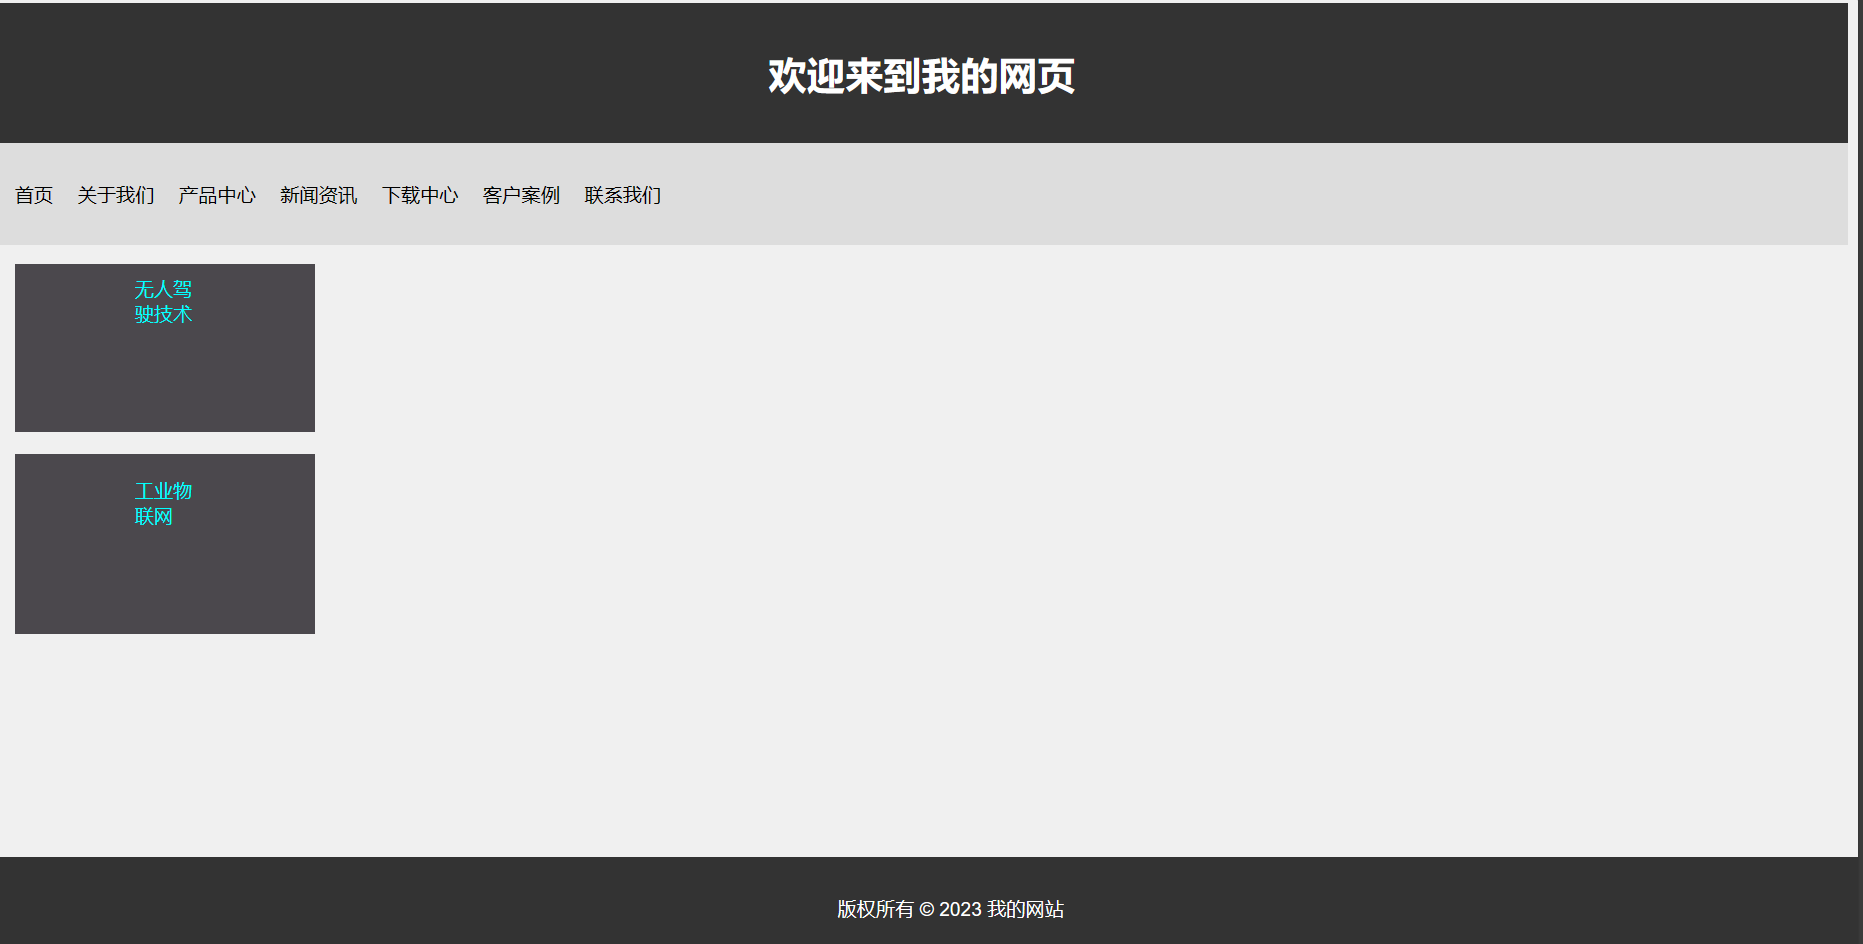 欢迎来到我的网页
首页 关于我们 产品中心 新闻资讯 下载中心 客户案例 联系我们
无人驾
驶技术
工业物
联网
版权所有 © 2023 我的网站